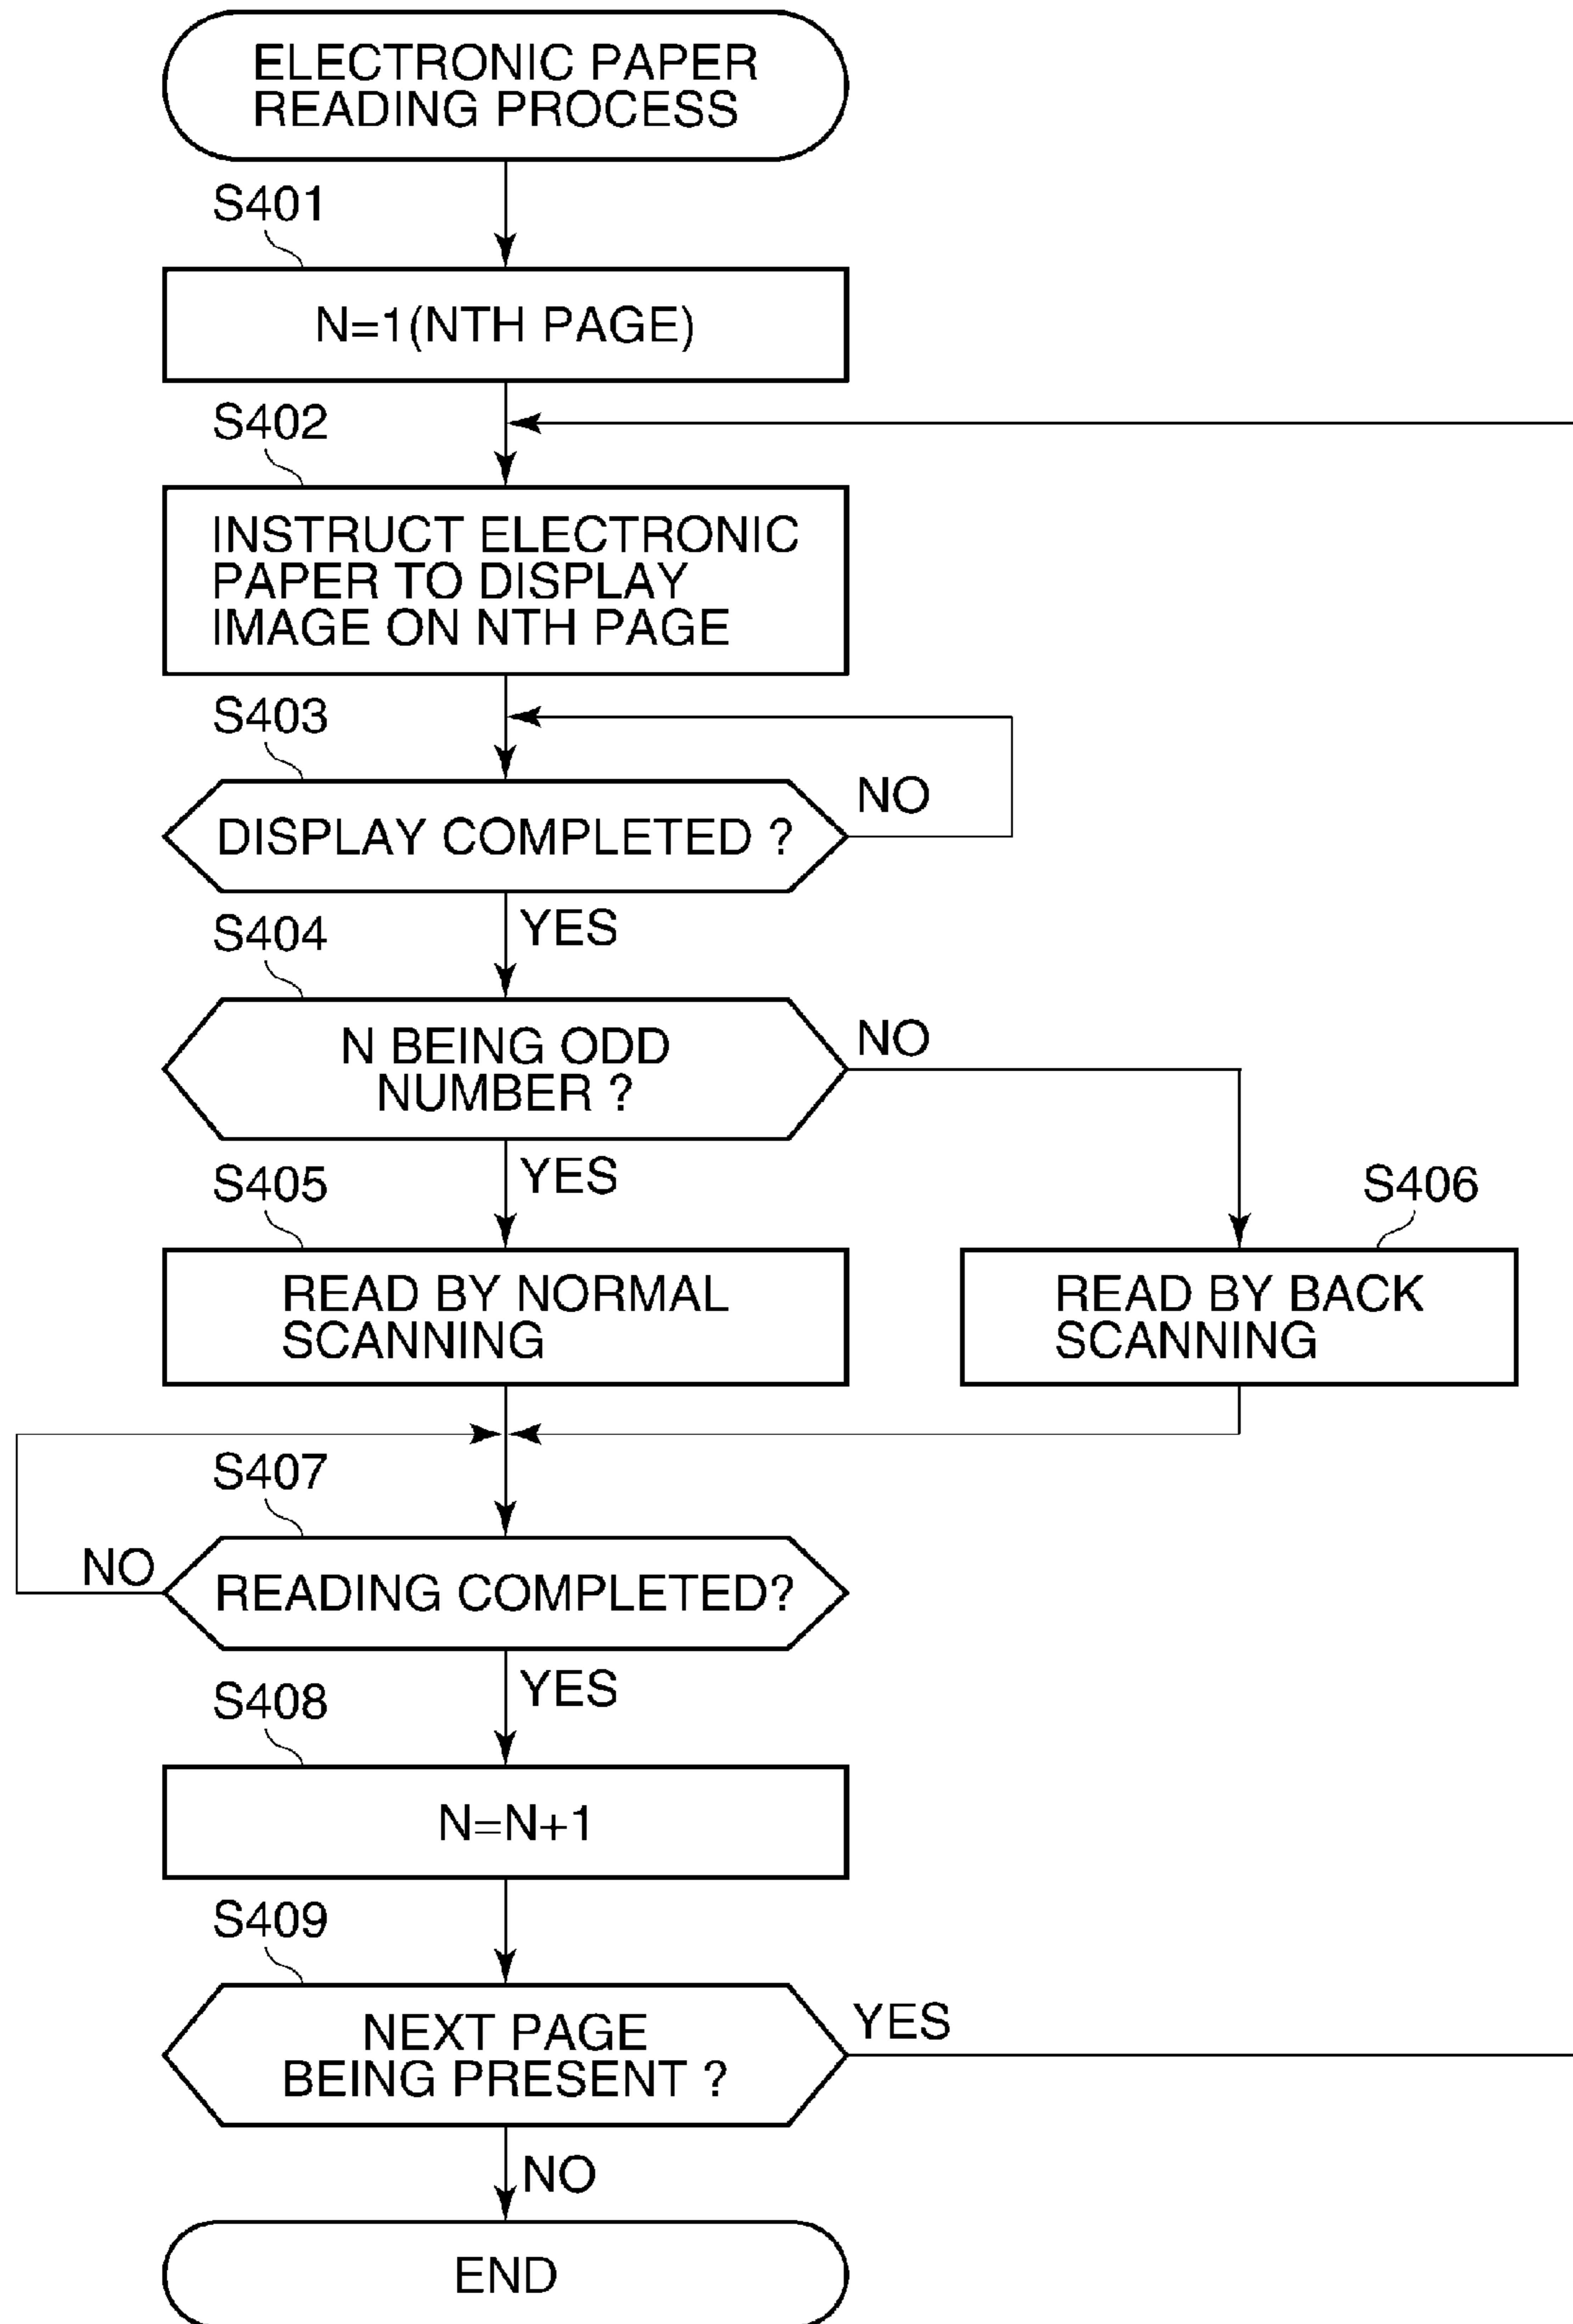 ELECTRONIC PAPER
READING PROCESS
S401
N=1(NTH PAGE)
S402
INSTRUCT ELECTRONIC
PAPER TO DISPLAY
IMAGE ON NTH PAGE
S403
DISPLAY COMPLETED ?
NO
YES
S404
N BEING ODD
NUMBER ?
NO
YES
S405
READ BY NORMAL
SCANNING
S406
READ BY BACK
SCANNING
S407
NO
READING COMPLETED?
YES
S408
N=N+1
S409
NEXT PAGE
BEING PRESENT ?
YES
NO
END